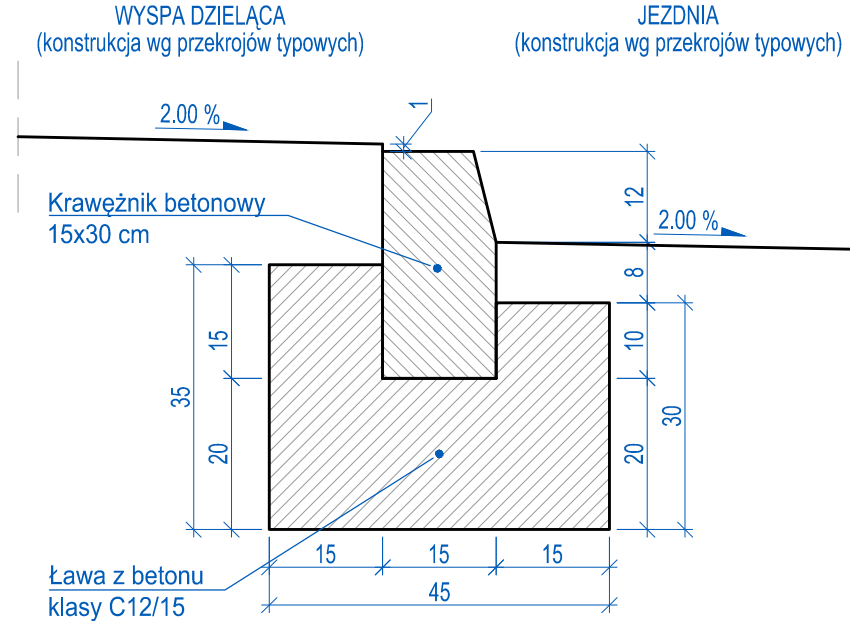 WYSPA DZIELĄCA
(konstrukcja wg przekrojów typowych)
JEZDNIA
(konstrukcja wg przekrojów typowych)
2.00 %
1
Krawężnik betonowy
15x30 cm
12
2.00 %
8
15
10
35
30
20
20
15
15
15
45
Ława z betonu
klasy C12/15